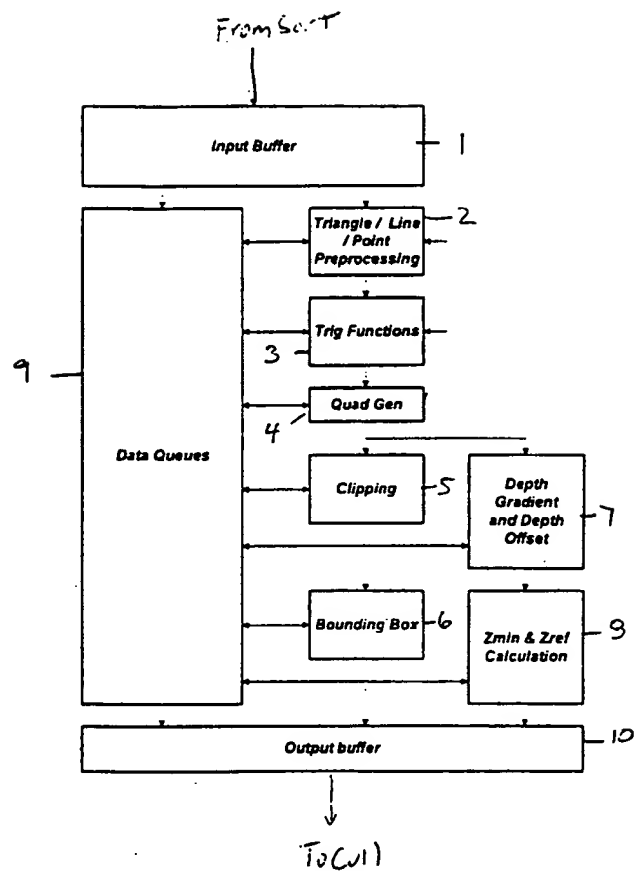 From Sort
Input Buffer
1
Triangle / Line
/ Point
Preprocessing
2
Trig Functions
3
9
Quad Gen
4
Data Queues
Clipping
5
Depth
Gradient
and Depth
Offset
7
Bounding Box
6
Zmin & Zref
Calculation
8
Output buffer
10
To Cull